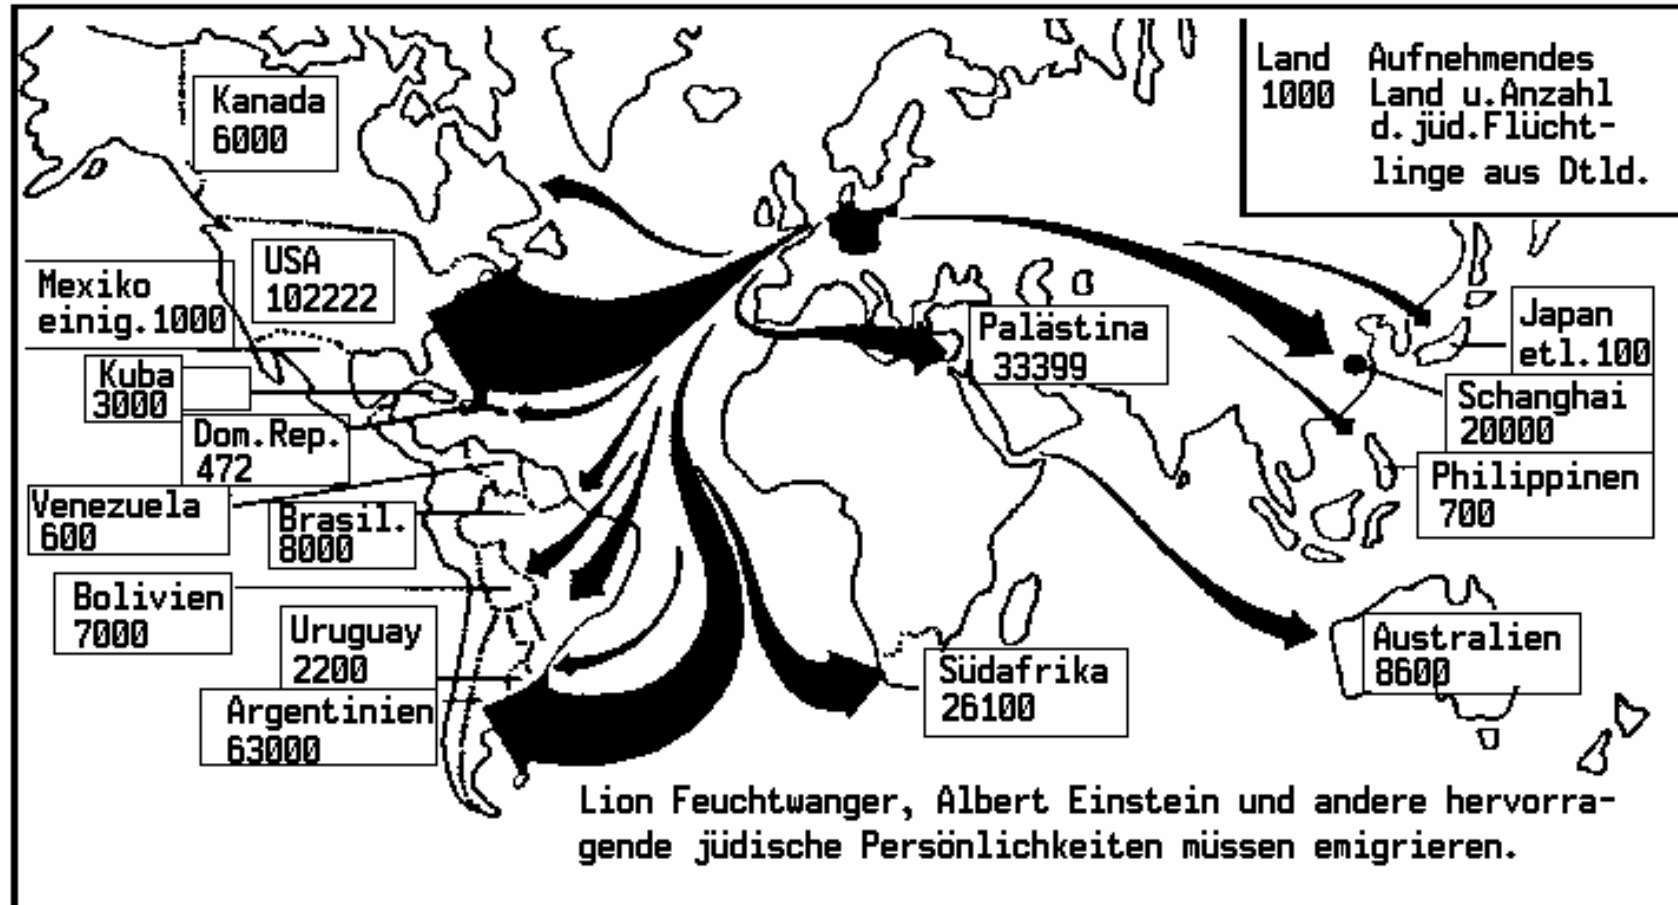 Kanada
6000
USA
102222
Mexiko
einig.1000
Kuba
3000
Dom.Rep.
472
Venezuela
600
Brasil.
8000
Bolivien
7000
Uruguay
2200
Argentinien
63000
Palästina
33399
Südafrika
26100
Land Aufnehmendes
1000 Land u.Anzahl
d.jüd.Flücht-
linge aus Dtld.
Japan
etl.100
Schanghai
20000
Philippinen
700
Australien
8600
Lion Feuchtwanger, Albert Einstein und andere hervorra-
gende jüdische Persönlichkeiten müssen emigrieren.